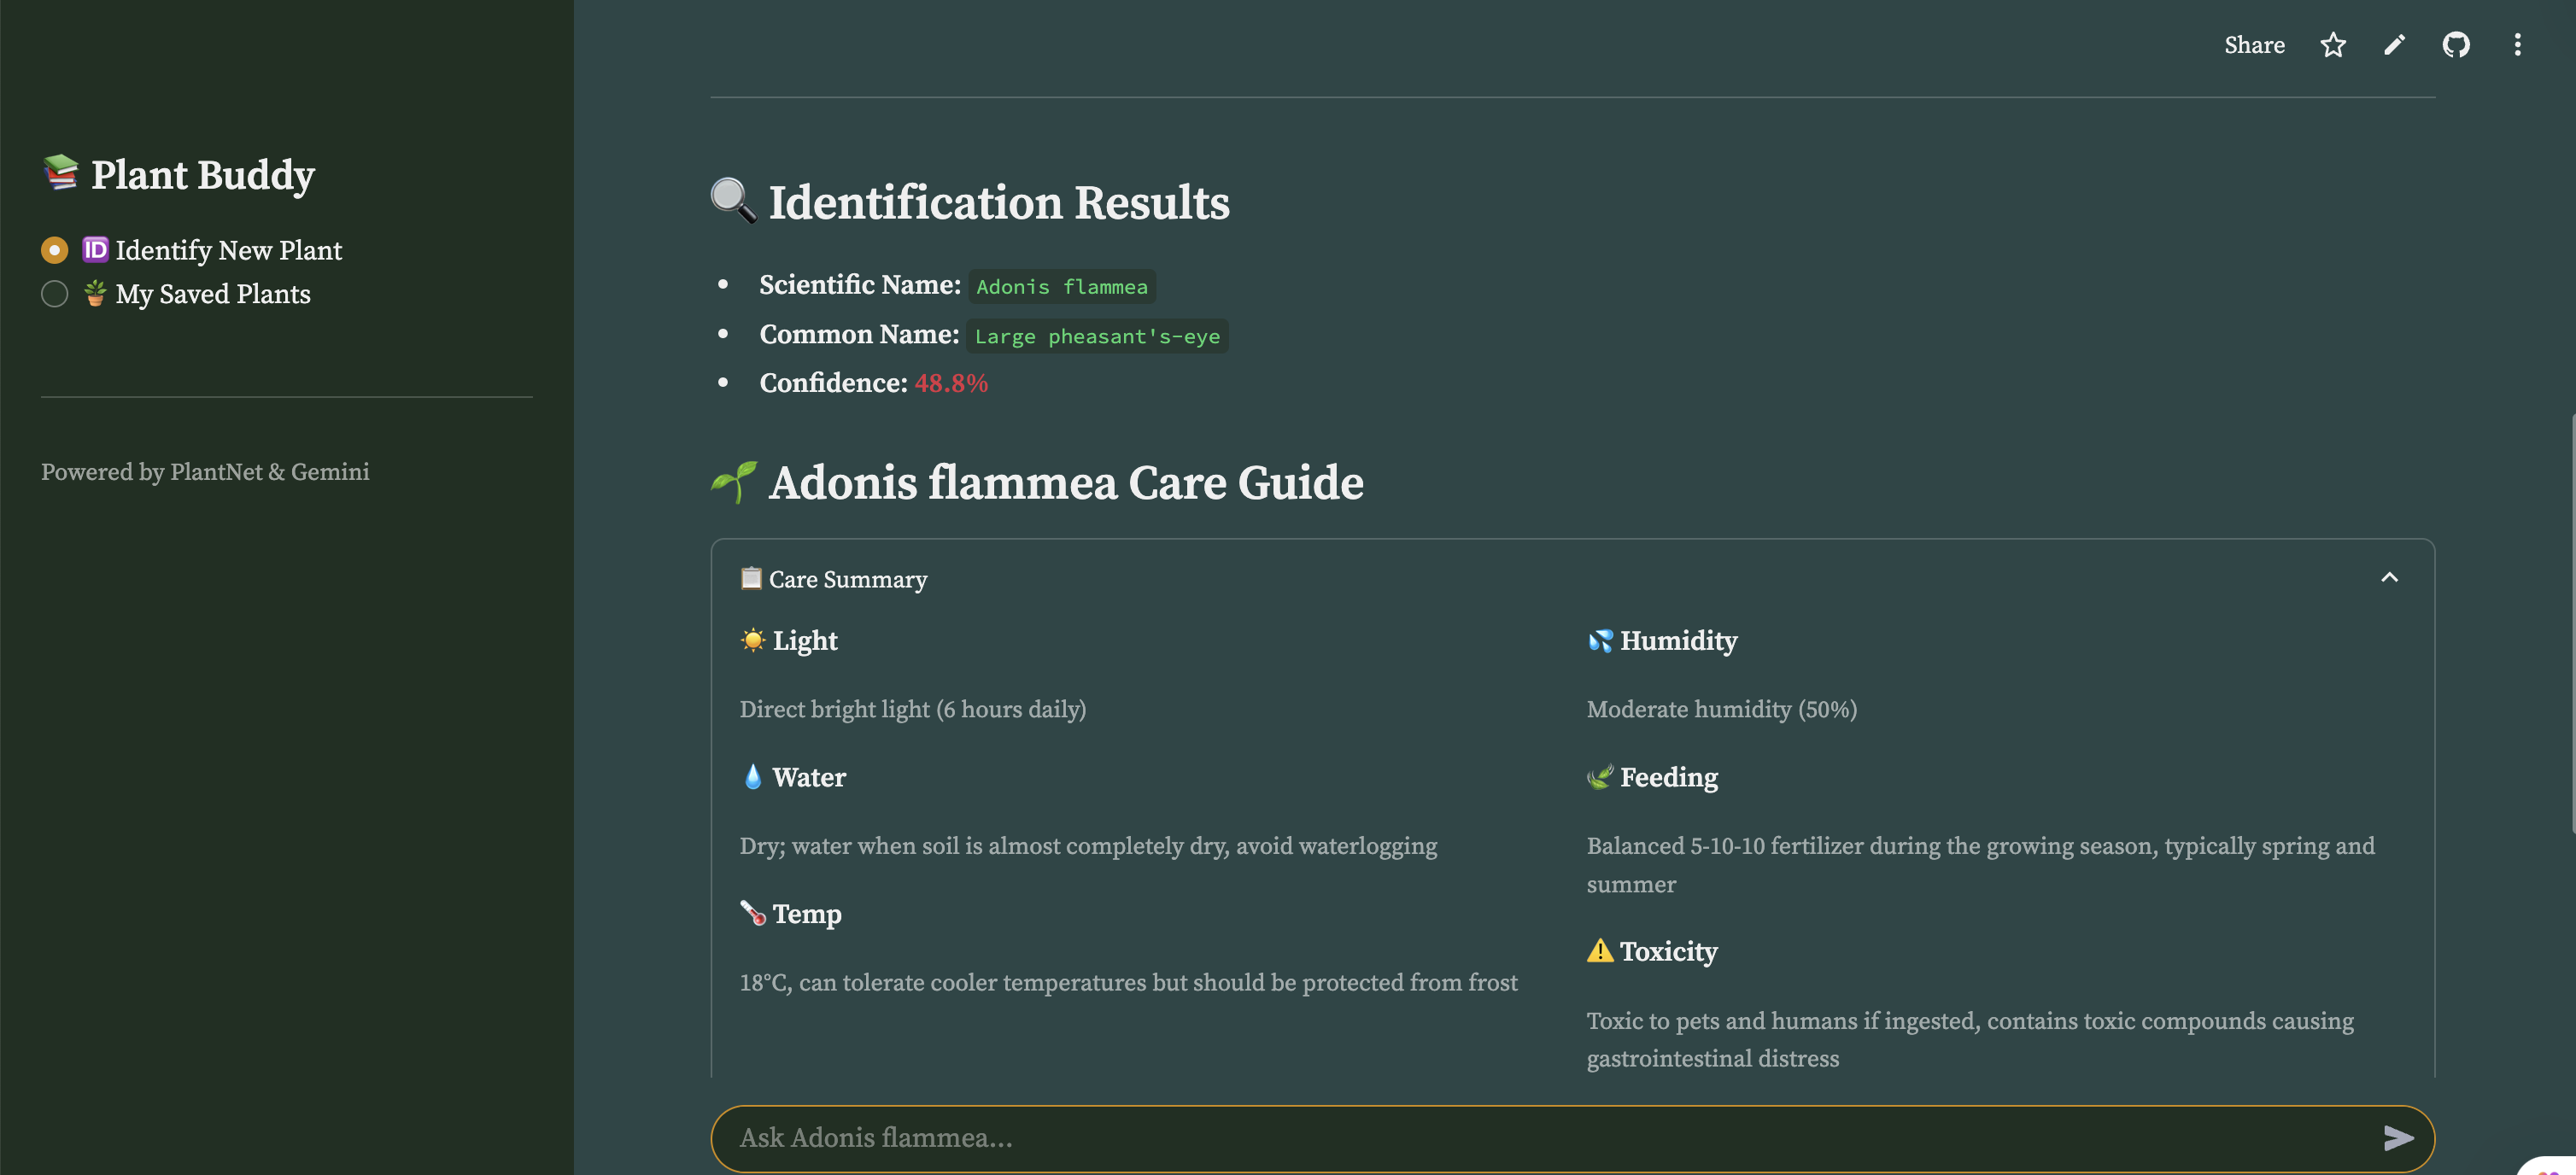 Share
Plant Buddy
🆔 Identify New Plant
My Saved Plants
Powered by PlantNet & Gemini
Identification Results
Scientific Name: Adonis flammea
Common Name: Large pheasant's-eye
Confidence: 48.8%
Adonis flammea Care Guide
Care Summary
Light
Direct bright light (6 hours daily)
Water
Dry; water when soil is almost completely dry, avoid waterlogging
Temp
18°C, can tolerate cooler temperatures but should be protected from frost
Humidity
Moderate humidity (50%)
Feeding
Balanced 5-10-10 fertilizer during the growing season, typically spring and
summer
Toxicity
Toxic to pets and humans if ingested, contains toxic compounds causing
gastrointestinal distress
Ask Adonis flammea...